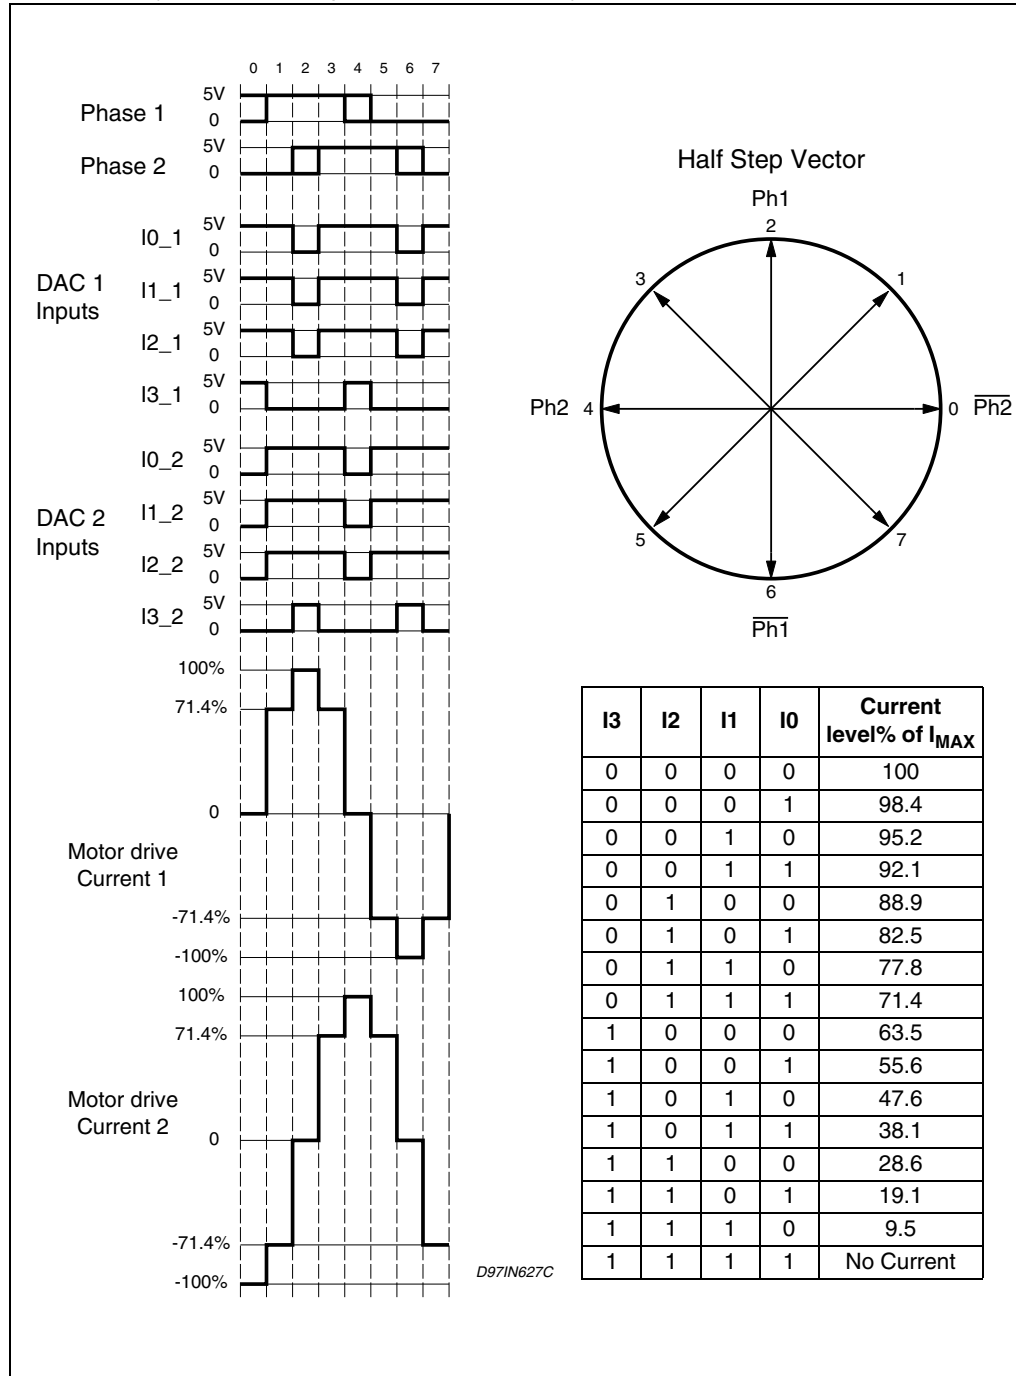 0 1 2 3 4 5 6 7
Phase 1 5V
0
Phase 2 5V
0
DAC 1
Inputs
I0_1 5V
0
I1_1 5V
0
I2_1 5V
0
I3_1 5V
0
DAC 2
Inputs
I0_2 5V
0
I1_2 5V
0
I2_2 5V
0
I3_2 5V
0
Motor drive
Current 1
100%
71.4%
0
-71.4%
-100%
Motor drive
Current 2
100%
71.4%
0
-71.4%
-100%
D97IN627C
Half Step Vector
Ph1
2
3 1
Ph2 4 0 P̅h̅2̅
5 7
6
P̅h̅1̅
I3 I2 I1 I0 Current
level% of IMAX
0 0 0 0 100
0 0 0 1 98.4
0 0 1 0 95.2
0 0 1 1 92.1
0 1 0 0 88.9
0 1 0 1 82.5
0 1 1 0 77.8
0 1 1 1 71.4
1 0 0 0 63.5
1 0 0 1 55.6
1 0 1 0 47.6
1 0 1 1 38.1
1 1 0 0 28.6
1 1 0 1 19.1
1 1 1 0 9.5
1 1 1 1 No Current